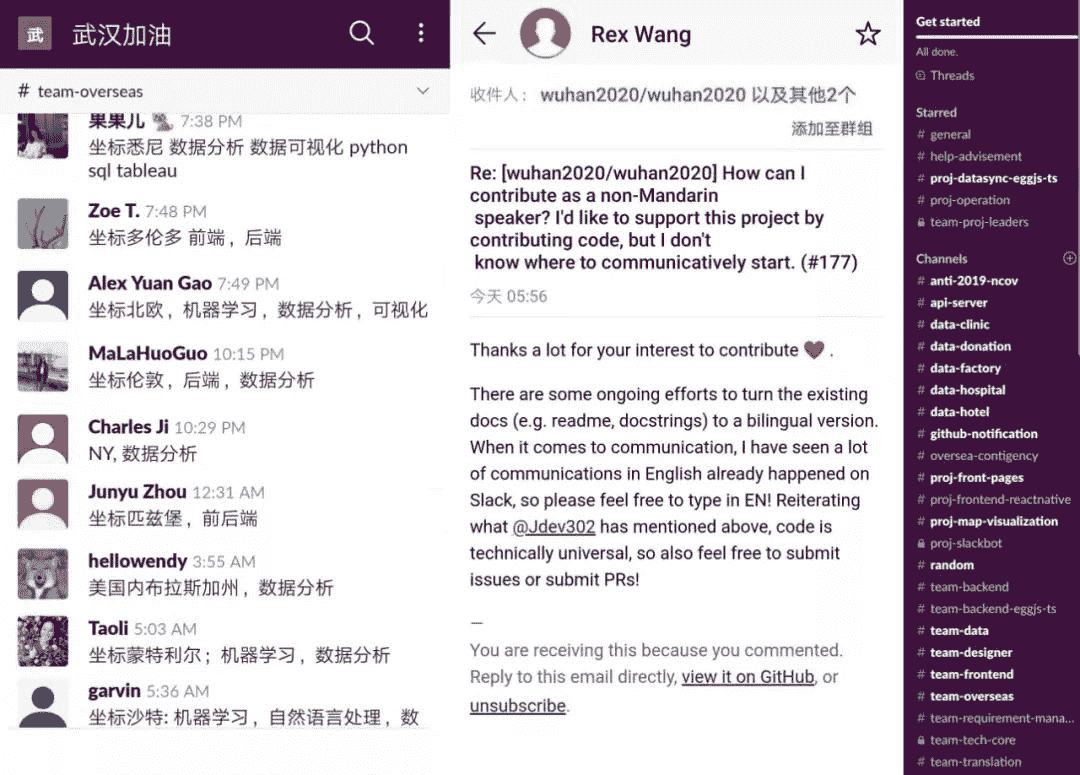 武
武汉加油
# team-overseas
果果儿 7:38 PM
坐标悉尼 数据分析 数据可视化 python
sql tableau
Zoe T. 7:48 PM
坐标多伦多 前端，后端
Alex Yuan Gao 7:49 PM
坐标北欧，机器学习，数据分析，可视化
MaLaHuoGuo 10:15 PM
坐标伦敦，后端，数据分析
Charles Ji 10:29 PM
NY, 数据分析
Junyu Zhou 12:31 AM
坐标匹兹堡，前后端
hellowendy 3:55 AM
美国内布拉斯加州，数据分析
Taoli 5:03 AM
坐标蒙特利尔；机器学习，数据分析
garvin 5:36 AM
坐标沙特: 机器学习，自然语言处理，数
Rex Wang
收件人： wuhan2020/wuhan2020 以及其他2个
添加至群组
Re: [wuhan2020/wuhan2020] How can I
contribute as a non-Mandarin
speaker? I'd like to support this project by
contributing code, but I don't
know where to communicatively start. (#177)
今天 05:56
Thanks a lot for your interest to contribute 🖤 .
There are some ongoing efforts to turn the existing
docs (e.g. readme, docstrings) to a bilingual version.
When it comes to communication, I have seen a lot
of communications in English already happened on
Slack, so please feel free to type in EN! Reiterating
what @Jdev302 has mentioned above, code is
technically universal, so also feel free to submit
issues or submit PRs!
—
You are receiving this because you commented.
Reply to this email directly, view it on GitHub, or
unsubscribe.
Get started
All done.
Threads
Starred
# general
# help-advisement
# proj-datasync-eggjs-ts
# proj-operation
team-proj-leaders
Channels
# anti-2019-ncov
# api-server
# data-clinic
# data-donation
# data-factory
# data-hospital
# data-hotel
# github-notification
# oversea-contigency
# proj-front-pages
# proj-frontend-reactnative
# proj-map-visualization
proj-slackbot
# random
# team-backend
# team-backend-eggjs-ts
# team-data
# team-designer
# team-frontend
# team-overseas
# team-requirement-mana...
team-tech-core
# team-translation